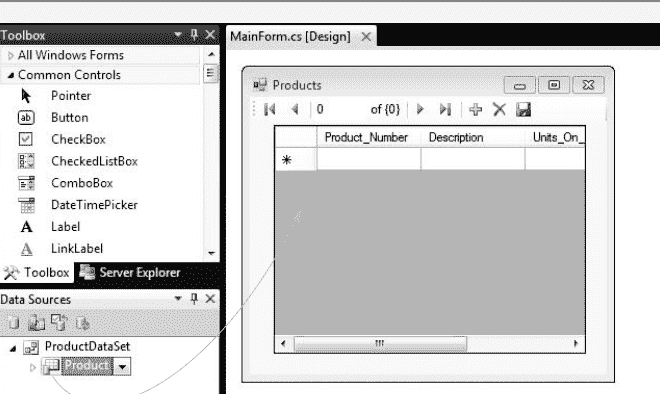 Toolbox
MainForm.cs [Design]
All Windows Forms
Common Controls
Pointer
Button
CheckBox
CheckedListBox
ComboBox
DateTimePicker
Label
LinkLabel
Toolbox
Server Explorer
Data Sources
ProductDataSet
Product
Products
0 of {0}
Product_Number Description Units_On_